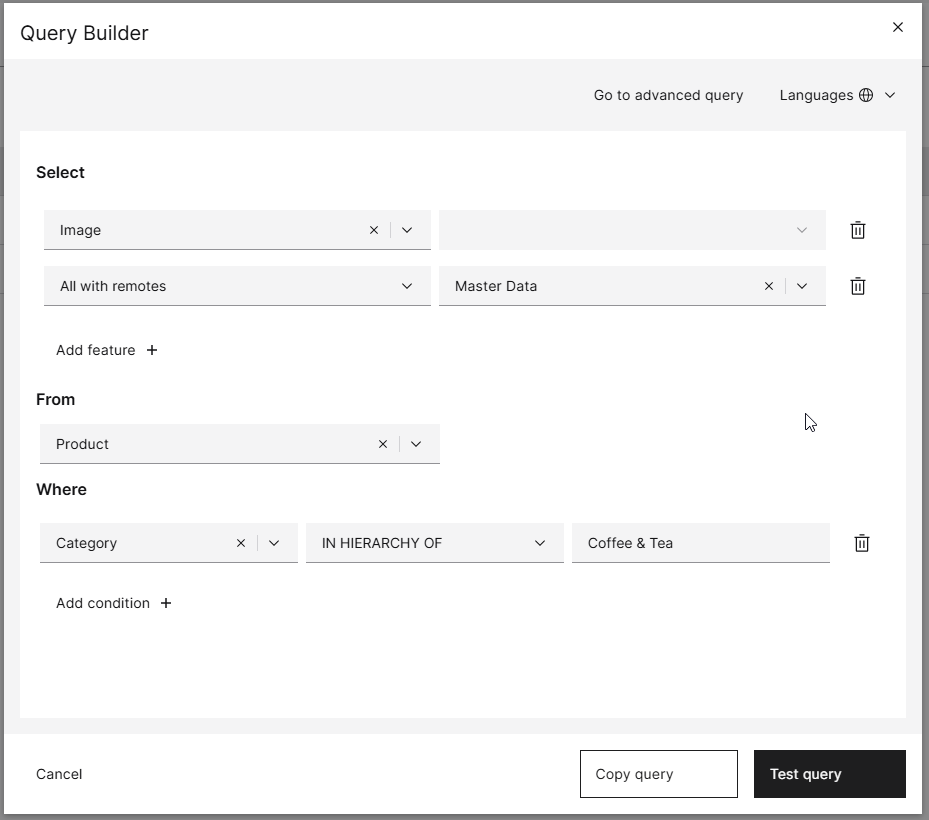 Query Builder
Go to advanced query Languages
Select
Image
All with remotes Master Data
Add feature
From
Product
Where
Category IN HIERARCHY OF Coffee & Tea
Add condition
Cancel Copy query Test query